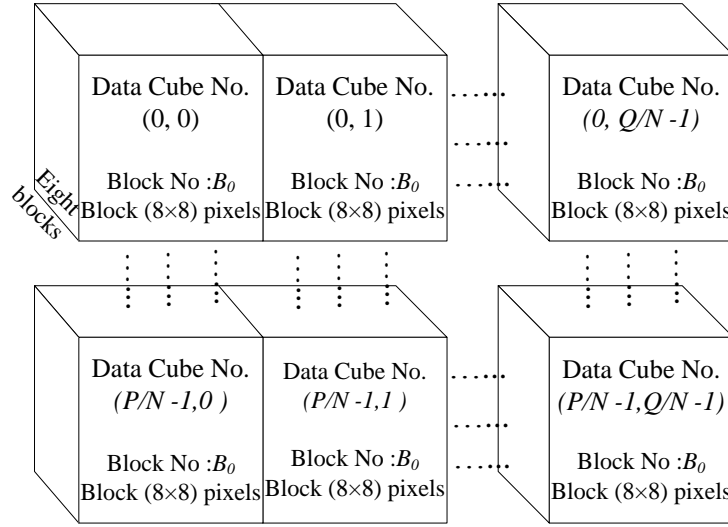 Data Cube No.
(0, 0)
Block No :B₀
Block (8×8) pixels
Data Cube No.
(0, 1)
Block No :B₀
Block (8×8) pixels
Data Cube No.
(0, Q/N -1)
Block No :B₀
Block (8×8) pixels
Eight
blocks
Data Cube No.
(P/N -1,0 )
Block No :B₀
Block (8×8) pixels
Data Cube No.
(P/N -1,1 )
Block No :B₀
Block (8×8) pixels
Data Cube No.
(P/N -1,Q/N -1)
Block No :B₀
Block (8×8) pixels